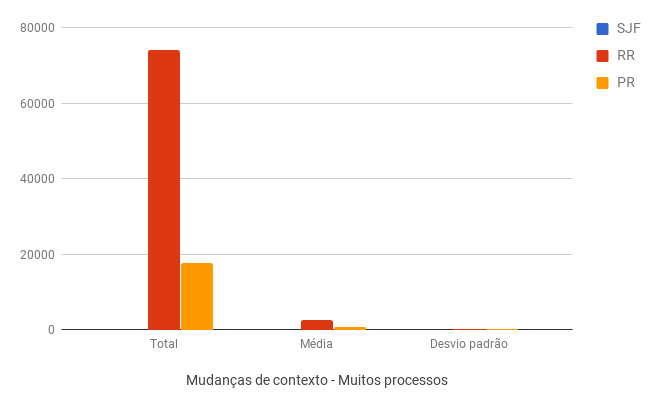 80000
60000
40000
20000
0
Total
Média
Desvio padrão
Mudanças de contexto - Muitos processos
SJF
RR
PR